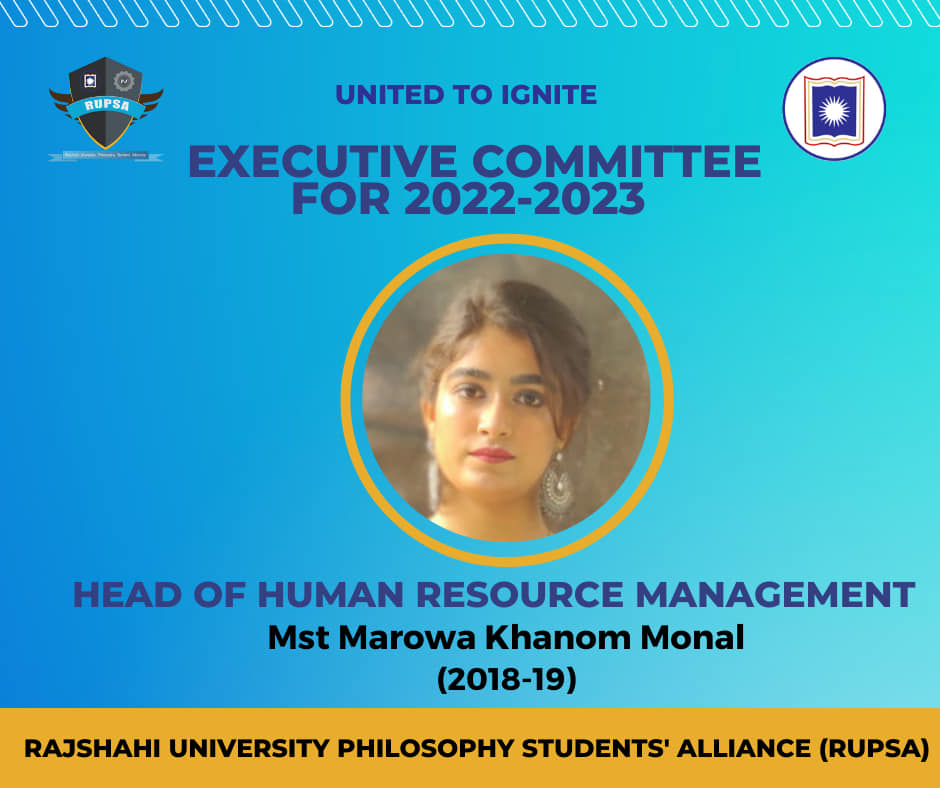 UNITED TO IGNITE
RUPSA
EXECUTIVE COMMITTEE
FOR 2022-2023
HEAD OF HUMAN RESOURCE MANAGEMENT
Mst Marowa Khanom Monal
(2018-19)
RAJSHAHI UNIVERSITY PHILOSOPHY STUDENTS' ALLIANCE (RUPSA)